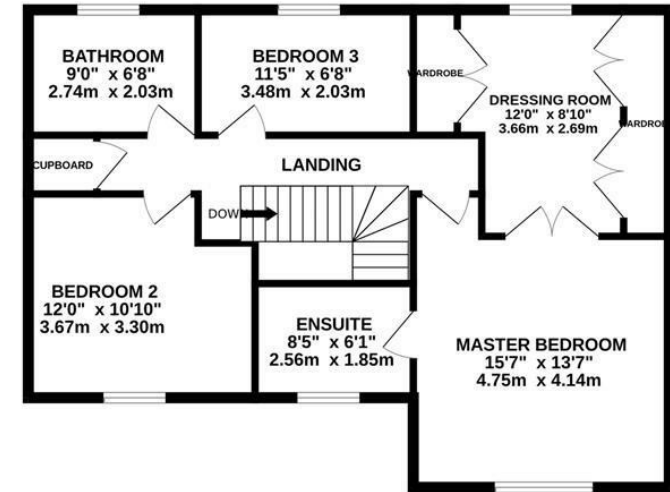 BATHROOM
9'0" x 6'8"
2.74m x 2.03m
BEDROOM 3
11'5" x 6'8"
3.48m x 2.03m
WARDROBE
DRESSING ROOM
12'0" x 8'10"
3.66m x 2.69m
CUPBOARD
LANDING
DOWN
BEDROOM 2
12'0" x 10'10"
3.67m x 3.30m
ENSUITE
8'5" x 6'1"
2.56m x 1.85m
MASTER BEDROOM
15'7" x 13'7"
4.75m x 4.14m